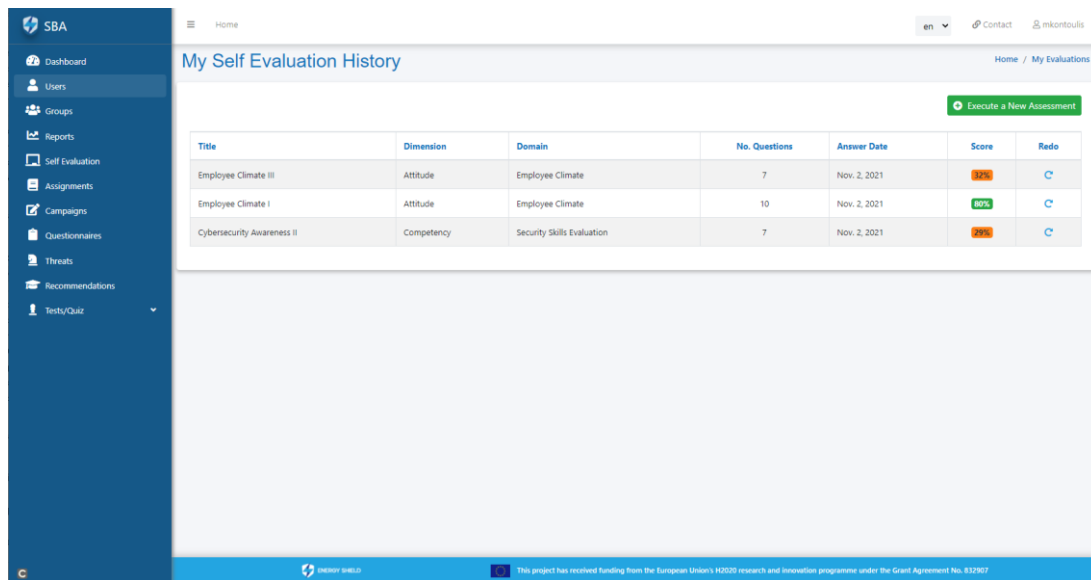 SBA
Home
en
Contact
mkontoulis
Dashboard
Users
Groups
Reports
Self Evaluation
Assignments
Campaigns
Questionnaires
Threats
Recommendations
Tests/Quiz
My Self Evaluation History
Home / My Evaluations
Execute a New Assessment
Title Dimension Domain No. Questions Answer Date Score Redo
Employee Climate III Attitude Employee Climate 7 Nov. 2, 2021 32%
Employee Climate I Attitude Employee Climate 10 Nov. 2, 2021 80%
Cybersecurity Awareness II Competency Security Skills Evaluation 7 Nov. 2, 2021 29%
C
ENERGY SHIELD
This project has received funding from the European Union's H2020 research and innovation programme under the Grant Agreement No. 832907